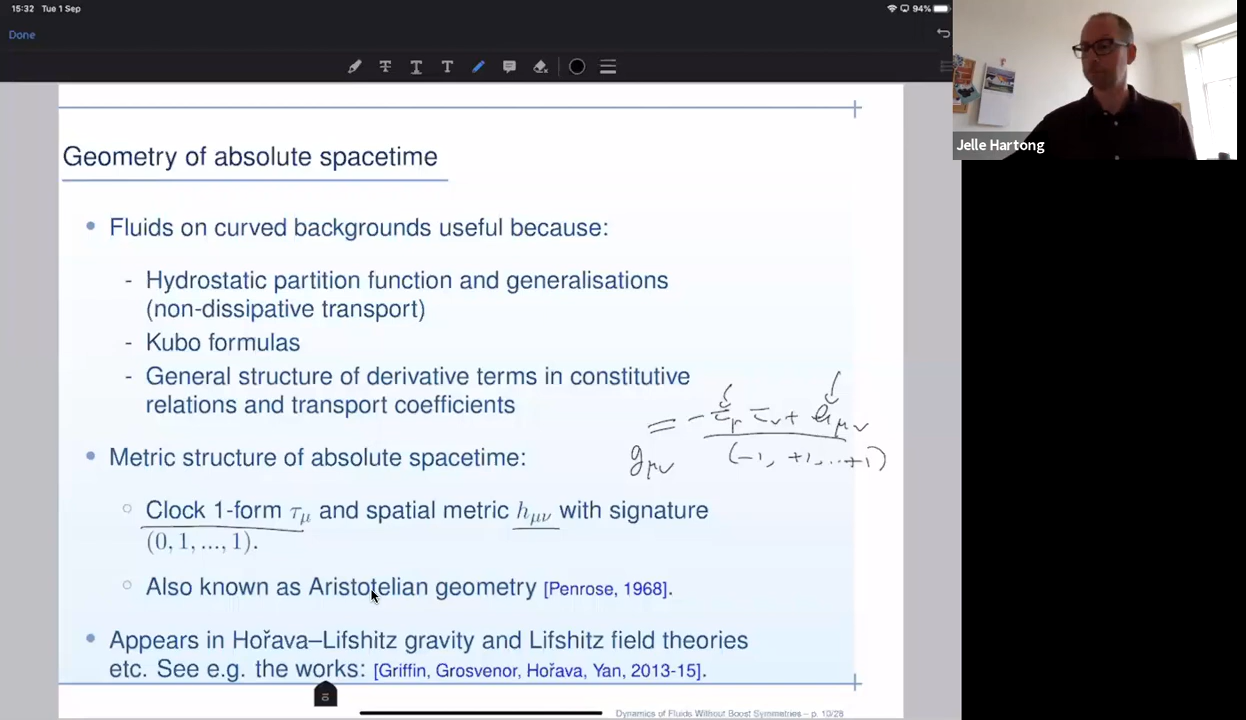 15:32 Tue 1 Sep
94%
Done
Jelle Hartong
Geometry of absolute spacetime
• Fluids on curved backgrounds useful because:
- Hydrostatic partition function and generalisations
(non-dissipative transport)
- Kubo formulas
- General structure of derivative terms in constitutive
relations and transport coefficients
= - τ_μ τ_ν + h_μν
g_μν (-1, +1, ..+1)
• Metric structure of absolute spacetime:
○ Clock 1-form τ_μ and spatial metric h_μν with signature
(0, 1, ..., 1).
○ Also known as Aristotelian geometry [Penrose, 1968].
• Appears in Hořava–Lifshitz gravity and Lifshitz field theories
etc. See e.g. the works: [Griffin, Grosvenor, Hořava, Yan, 2013-15].
10
Dynamics of Fluids Without Boost Symmetries – p. 10/28